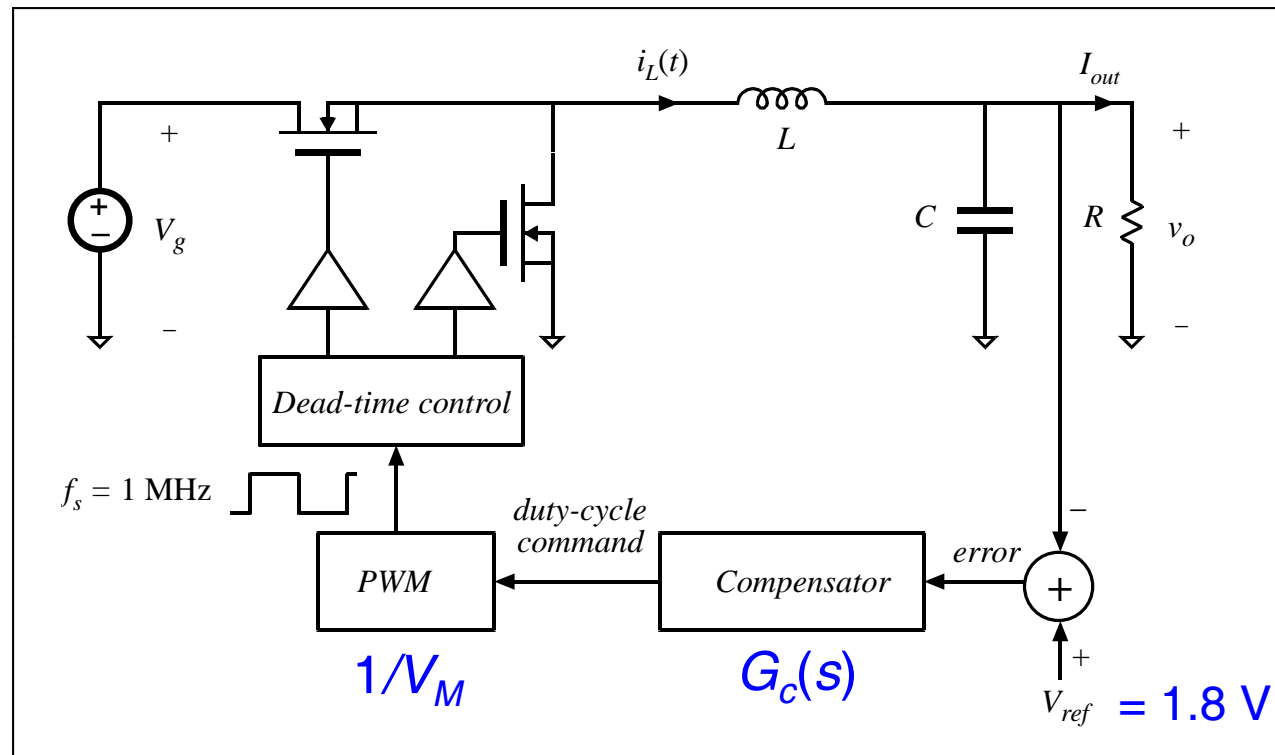 i_L(t)
I_out
+
L
+
V_g
+
−
−
C
R
v_o
+
−
Dead-time control
f_s = 1 MHz
duty-cycle
command
error
−
PWM
Compensator
+
1/V_M
G_c(s)
+
V_ref = 1.8 V